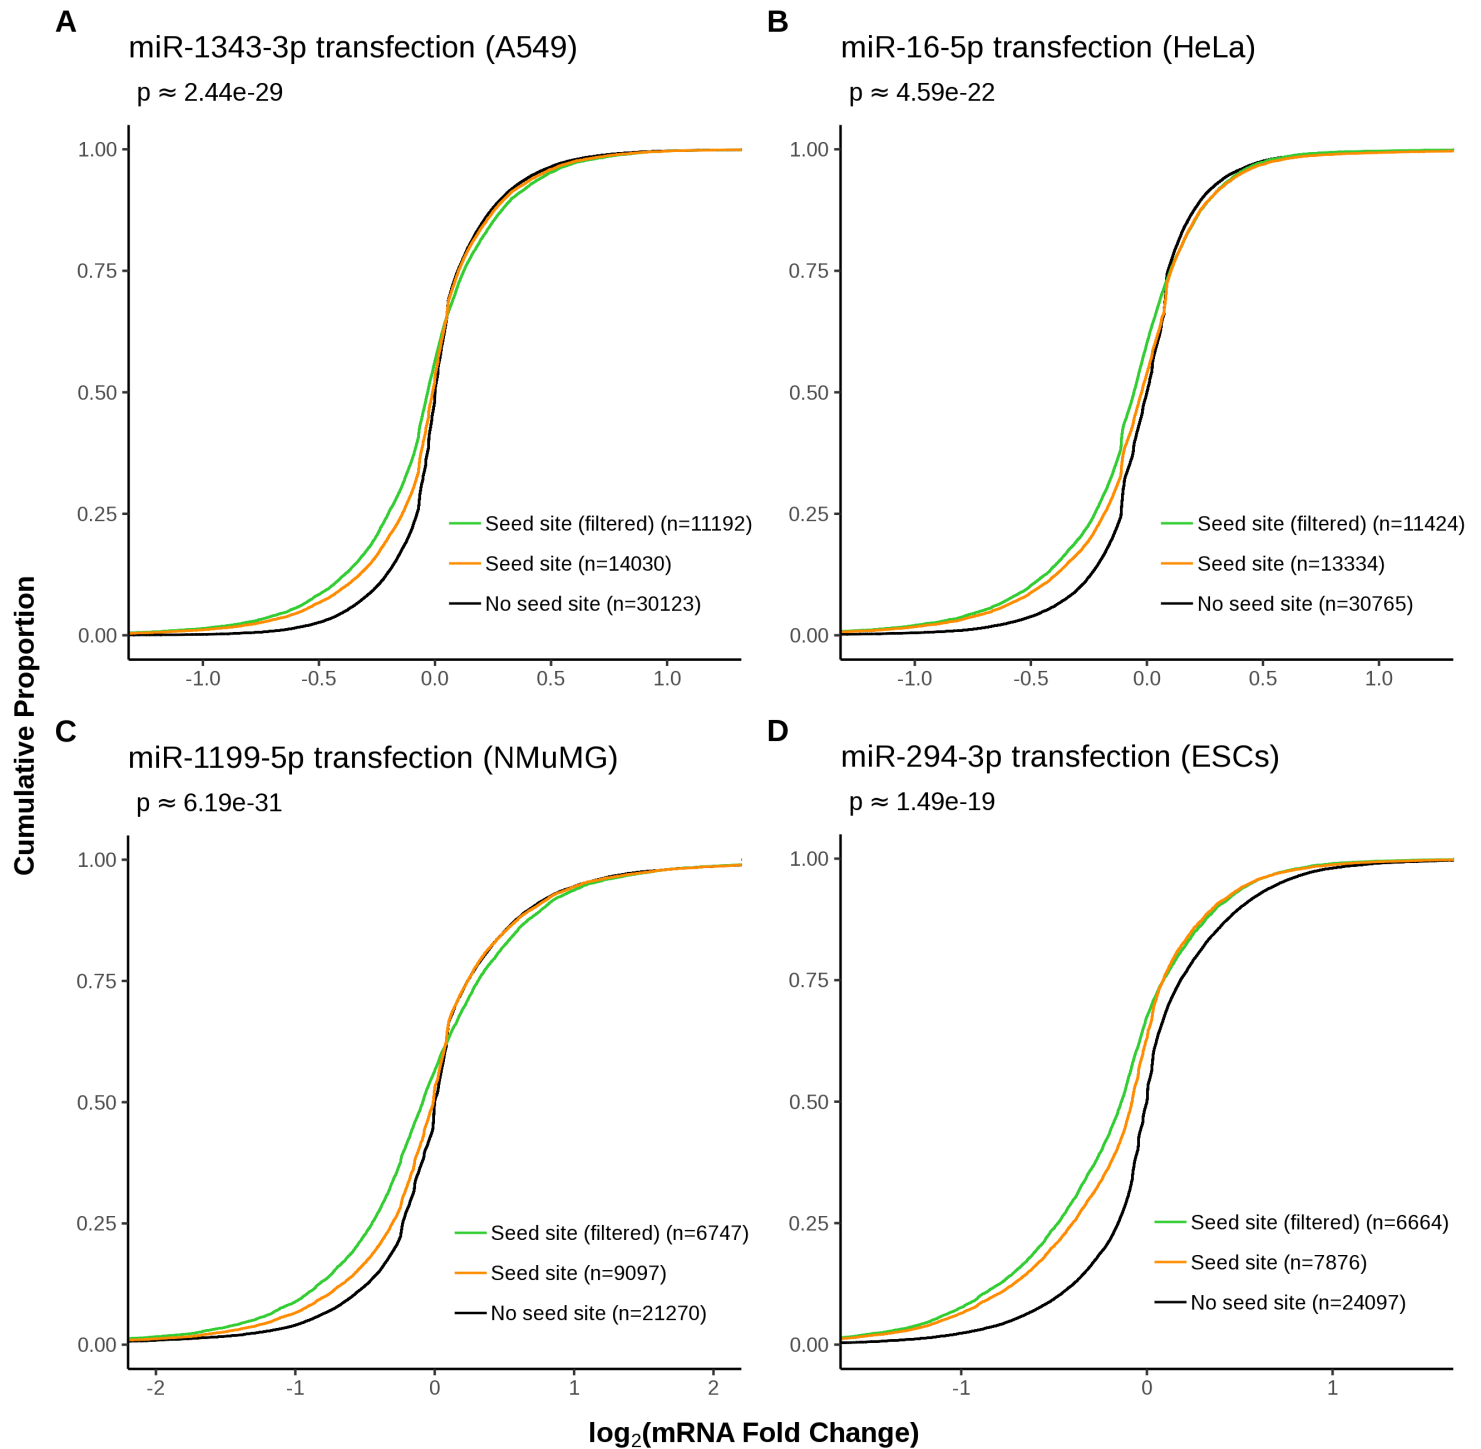 A
miR-1343-3p transfection (A549)
p ≈ 2.44e-29
1.00
0.75
0.50
0.25
0.00
Seed site (filtered) (n=11192)
Seed site (n=14030)
No seed site (n=30123)
-1.0 -0.5 0.0 0.5 1.0
B
miR-16-5p transfection (HeLa)
p ≈ 4.59e-22
1.00
0.75
0.50
0.25
0.00
Seed site (filtered) (n=11424)
Seed site (n=13334)
No seed site (n=30765)
-1.0 -0.5 0.0 0.5 1.0
Cumulative Proportion
C
miR-1199-5p transfection (NMuMG)
p ≈ 6.19e-31
1.00
0.75
0.50
0.25
0.00
Seed site (filtered) (n=6747)
Seed site (n=9097)
No seed site (n=21270)
-2 -1 0 1 2
D
miR-294-3p transfection (ESCs)
p ≈ 1.49e-19
1.00
0.75
0.50
0.25
0.00
Seed site (filtered) (n=6664)
Seed site (n=7876)
No seed site (n=24097)
-1 0 1
log₂(mRNA Fold Change)